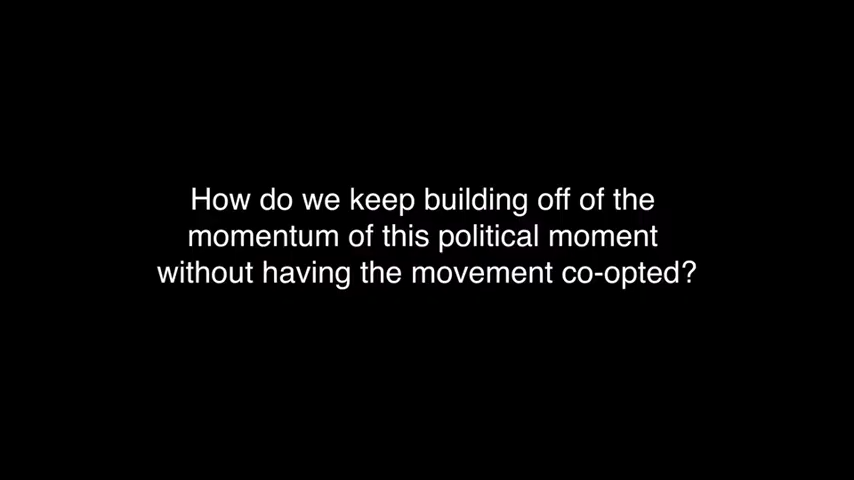 How do we keep building off of the
momentum of this political moment
without having the movement co-opted?